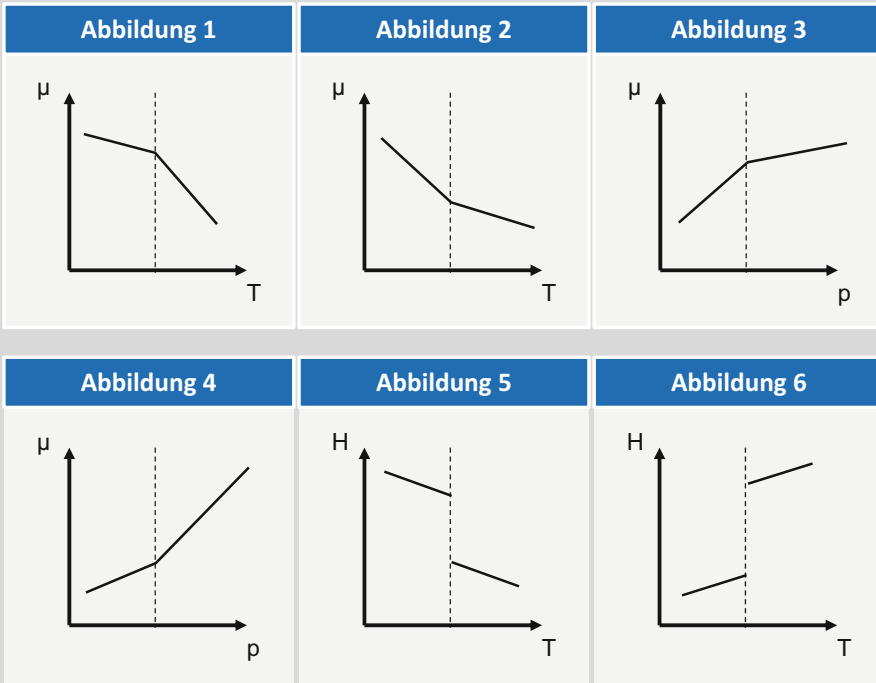 Abbildung 1
Abbildung 2
Abbildung 3
μ
T
μ
T
μ
p
Abbildung 4
Abbildung 5
Abbildung 6
μ
p
H
T
H
T